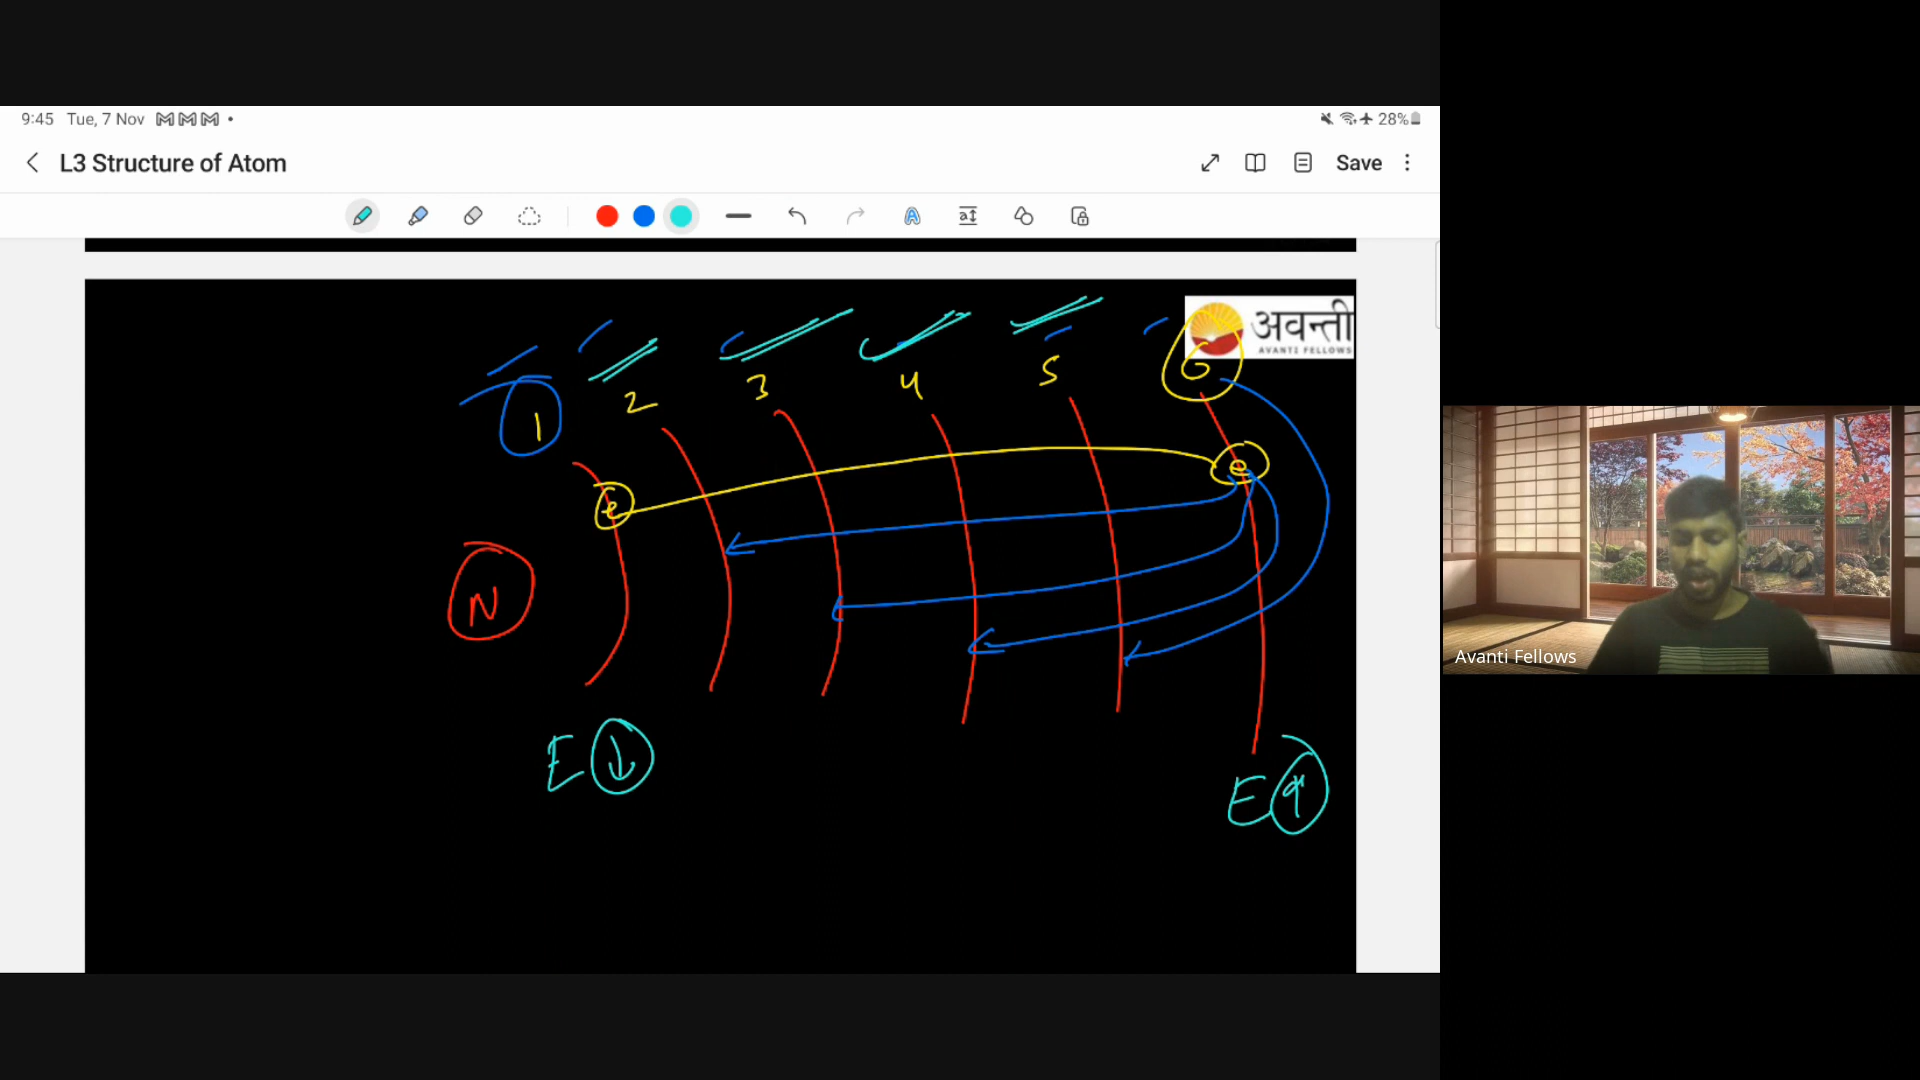 9:45 Tue, 7 Nov
28%
L3 Structure of Atom
Save
अवन्ती
AVANTI FELLOWS
1 2 3 4 5 6
e e
N
E ↓ E ↑
Avanti Fellows